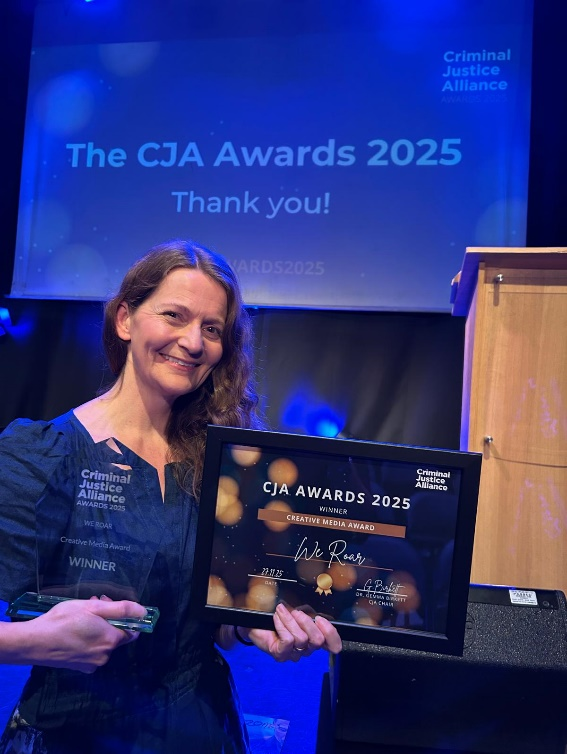 Criminal
Justice
Alliance
AWARDS 2025
The CJA Awards 2025
Thank you!
AWARDS2025
Criminal
Justice
Alliance
AWARDS 2025
WE ROAR
Creative Media Award
WINNER
Criminal
Justice
Alliance
CJA AWARDS 2025
WINNER
CREATIVE MEDIA AWARD
We Roar
27.11.25
DATE
G Birkett
DR. GEMMA BIRKETT
CJA CHAIR